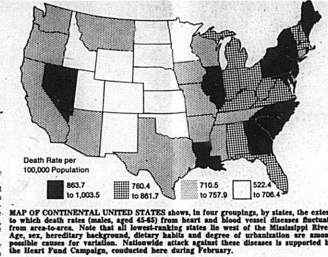 Death Rate per
100,000 Population
863.7
to 1,003.5
760.4
to 861.7
710.5
to 757.9
522.4
to 706.4
MAP OF CONTINENTAL UNITED STATES shows, in four groupings, by states, the exte
to which death rates (males, aged 45-65) from heart and blood vessel diseases fluctuat
from area-to-area. Note that all lowest-ranking states lie west of the Mississippi River
Age, sex, hereditary background, dietary habits and degree of urbanization are amon
possible causes for variation. Nationwide attack against these diseases is supported b
the Heart Fund Campaign, conducted here during February.